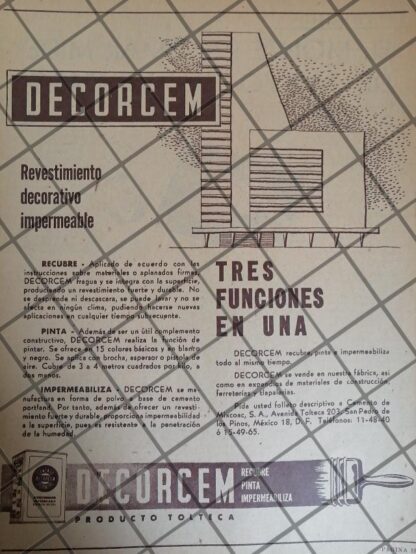 DECORCEM
Revestimiento
decorativo
impermeable
RECUBRE - Aplicado de acuerdo con las
instrucciones sobre materiales o aplanados firmes,
DECORCEM fragua y se integra con la superficie,
produciendo un revestimiento fuerte y durable. No
se desprende ni descascara, se puede lavar y no se
afecta en ningún clima, pudiendo hacerse nuevas
aplicaciones en cualquier tiempo subsecuente.
PINTA - Además de ser un útil complemento
constructivo, DECORCEM realiza la función de
pintar. Se ofrece en 15 colores básicos y en blanco
y negro. Se aplica con brocha, aspersor o pistola de
aire. Cubre de 3 a 4 metros cuadrados por kilo, a
dos manos.
IMPERMEABILIZA - DECORCEM se ma-
nufactura en forma de polvo a base de cemento
portland. Por tanto, además de ofrecer un revesti-
miento fuerte y durable, proporciona impermeabilidad
a la superficie, pues es resistente a la penetración
de la humedad.
TRES
FUNCIONES
EN UNA
DECORCEM recubre, pinta e impermeabiliza
todo al mismo tiempo.
DECORCEM se vende en nuestra fábrica, así
como en expendios de materiales de construcción,
ferreterías y tlapalerías.
Pida usted folleto descriptivo a Cemento de
Mixcoac, S. A., Avenida Tolteca 203, San Pedro de
los Pinos, México 18, D. F. Teléfonos: 11-48-40
ó 15-49-65.
DECORCEM
RECUBRE
PINTA
IMPERMEABILIZA
PRODUCTO TOLTECA